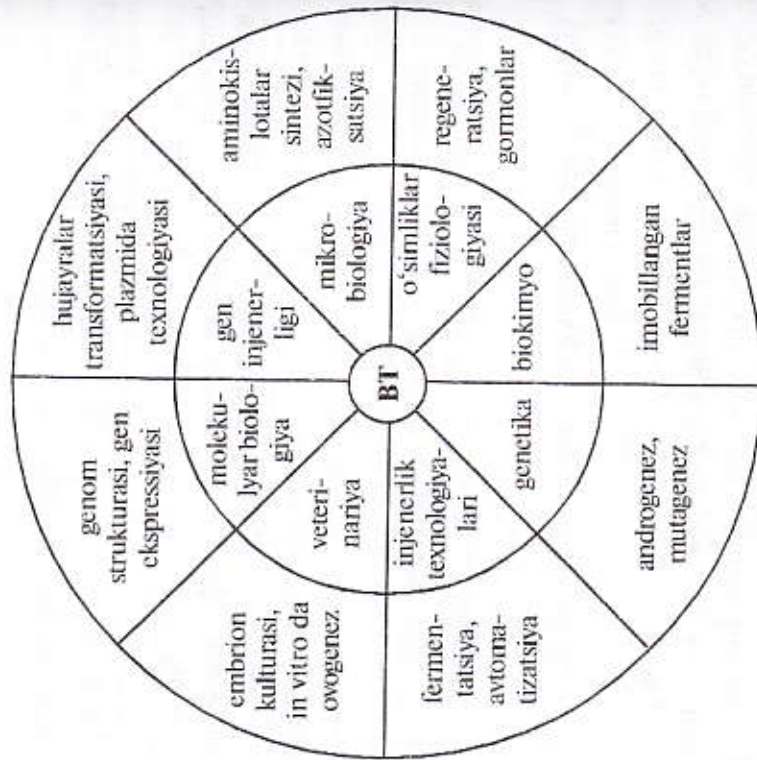 genom
strukturasi, gen
ekspressiyasi
hujayralar
transformatsiyasi,
plazmida
texnologiyasi
aminokis-
lotalar
sintezi,
azotfik-
satsiya
regene-
ratsiya,
gormonlar
imobillangan
fermentlar
androgenez,
mutagenez
fermen-
tatsiya,
avtoma-
tizatsiya
embrion
kulturasi,
in vitro da
ovogenez
moleku-
lyar biolo-
giya
gen
injener-
ligi
mikro-
biologiya
o‘simliklar
fiziolo-
giyasi
biokimyo
genetika
injenerlik
texnologiya-
lari
veteri-
nariya
BT